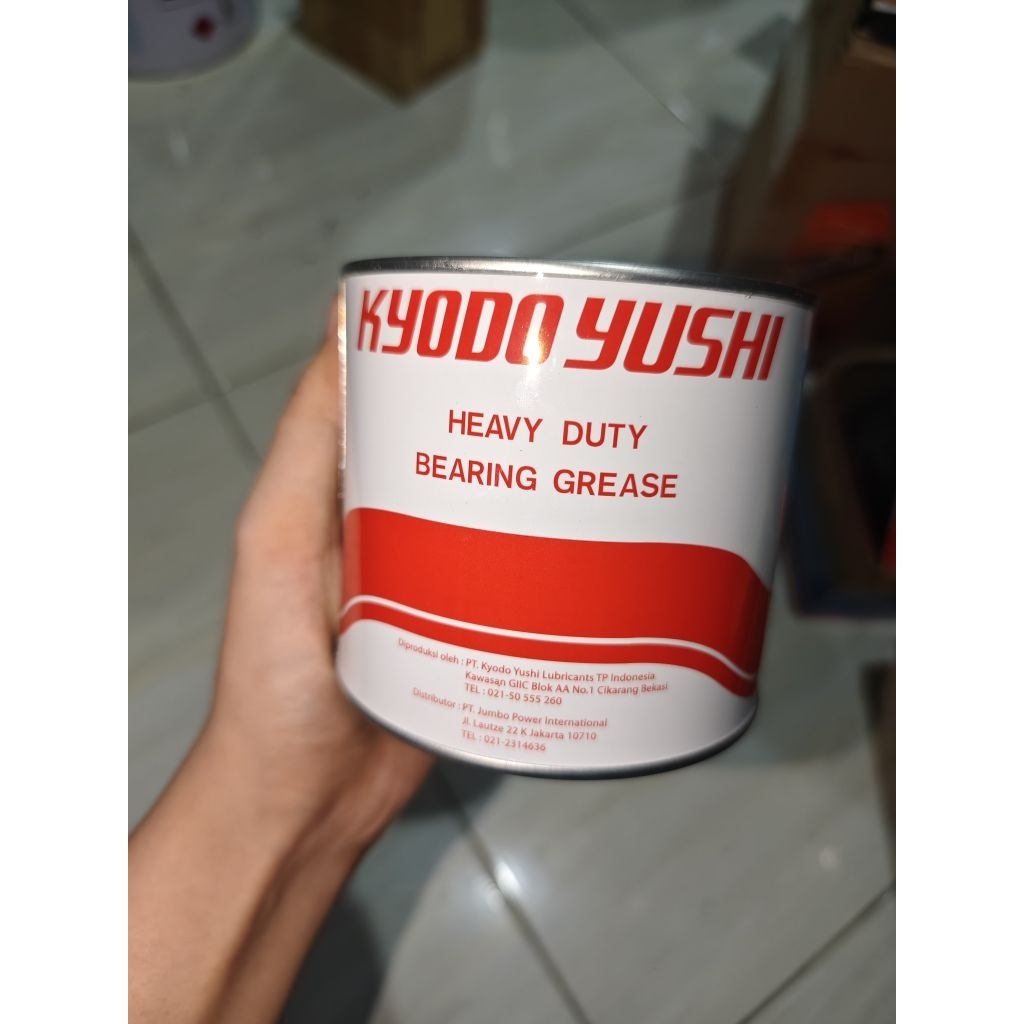 KYODO YUSHI
HEAVY DUTY
BEARING GREASE
Diproduksi oleh : PT. Kyodo Yushi Lubricants TP Indonesia
Kawasan GIIC Blok AA No.1 Cikarang Bekasi
TEL : 021-50 555 260
Distributor : PT. Jumbo Power International
Jl. Lautze 22 K Jakarta 10710
TEL : 021-2314636